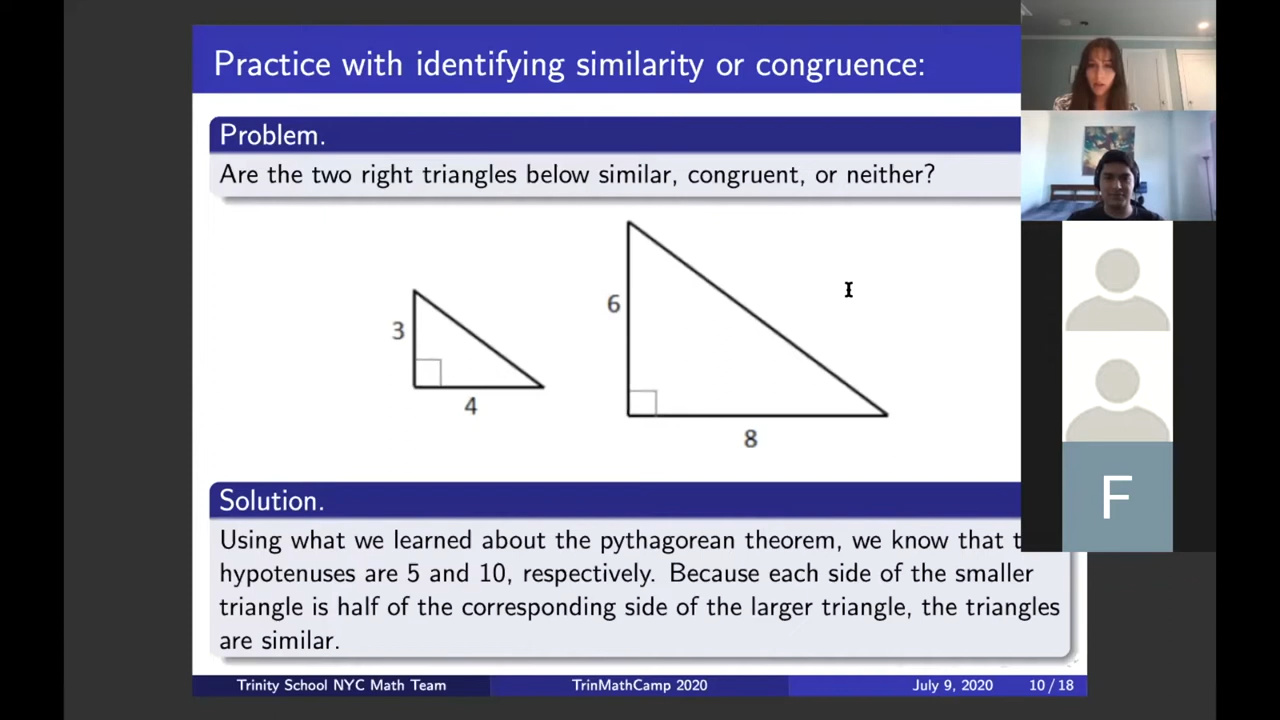 Practice with identifying similarity or congruence:
Problem.
Are the two right triangles below similar, congruent, or neither?
3
4
6
8
Solution.
Using what we learned about the pythagorean theorem, we know that
hypotenuses are 5 and 10, respectively. Because each side of the smaller
triangle is half of the corresponding side of the larger triangle, the triangles
are similar.
Trinity School NYC Math Team
TrinMathCamp 2020
July 9, 2020
10 / 18
F